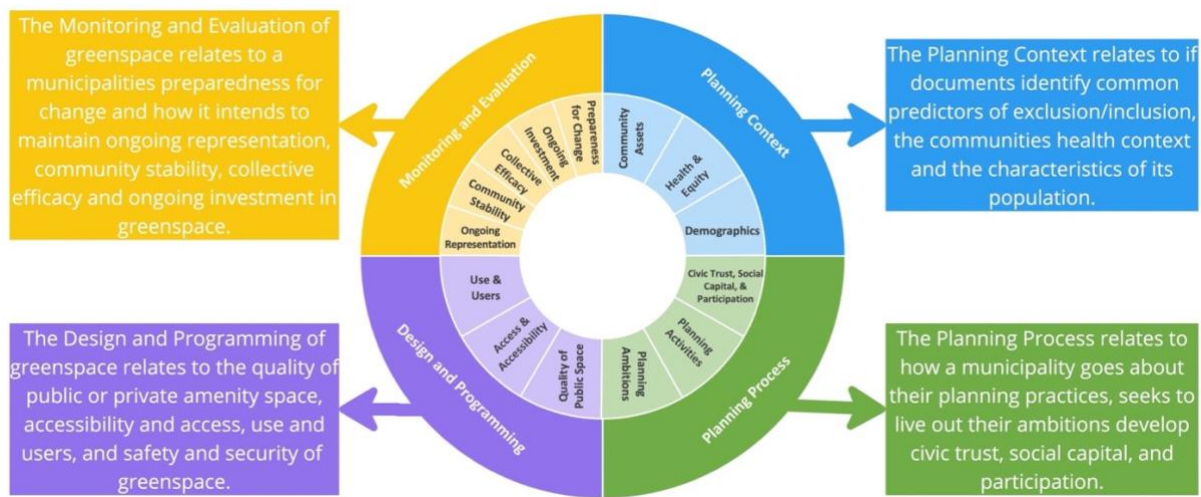 The Monitoring and Evaluation of
greenspace relates to a
municipalities preparedness for
change and how it intends to
maintain ongoing representation,
community stability, collective
efficacy and ongoing investment in
greenspace.
Monitoring and Evaluation
Prepareness
for Change
Ongoing
Investment
Collective
Efficacy
Community
Stability
Ongoing
Representation
Planning Context
Community
Assets
Health &
Equity
Demographics
The Planning Context relates to if
documents identify common
predictors of exclusion/inclusion,
the communities health context
and the characteristics of its
population.
The Design and Programming of
greenspace relates to the quality of
public or private amenity space,
accessibility and access, use and
users, and safety and security of
greenspace.
Design and Programming
Use &
Users
Access &
Accessibility
Quality of
Public Space
Planning Process
Civic Trust, Social
Capital, &
Participation
Planning
Activities
Planning
Ambitions
The Planning Process relates to
how a municipality goes about
their planning practices, seeks to
live out their ambitions develop
civic trust, social capital, and
participation.